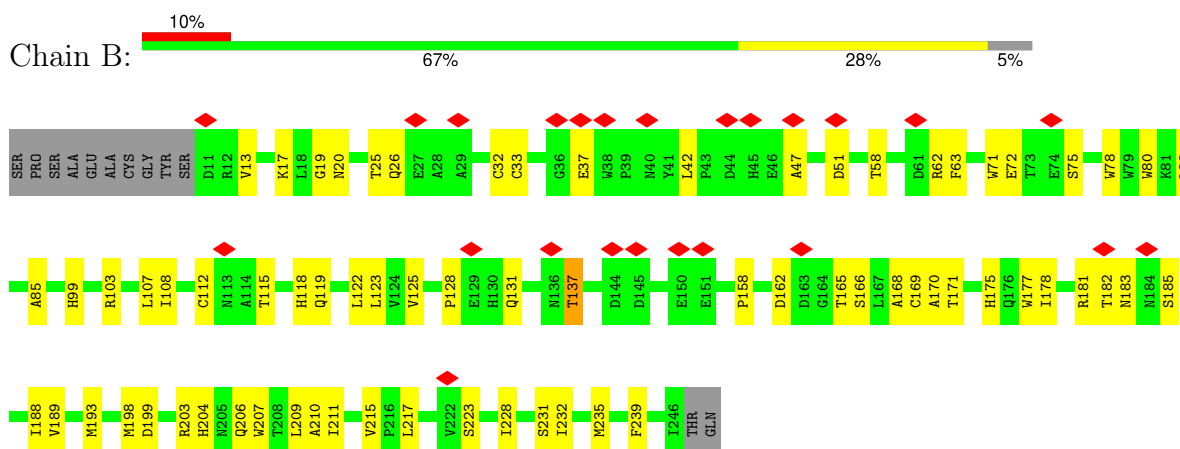 10%
Chain B:
67% 28% 5%
SER PRO SER ALA GLU ALA CYS GLY TYR SER D11 R12 V13 K17 L18 G19 N20 T25 Q26 E27 A28 A29 C32 C33 G36 E37 W38 P39 N40 Y41 L42 P43 D44 H45 E46 A47 D51 T58 D61 R62 F63 W71 E72 T73 E74 S75 W78 W79 W80 K81
A85 H99 R103 L107 I108 C112 N113 A114 T115 H118 Q119 L122 L123 V124 V125 P128 E129 H130 Q131 N136 T137 D144 D145 E150 E151 P158 D162 D163 G164 T165 S166 L167 A168 C169 A170 T171 H175 Q176 W177 I178 R181 T182 N183 N184 S185
I188 V189 M193 M198 D199 R203 H204 N205 Q206 W207 T208 L209 A210 I211 V215 P216 L217 V222 S223 I228 S231 I232 M235 F239 I246 THR GLN